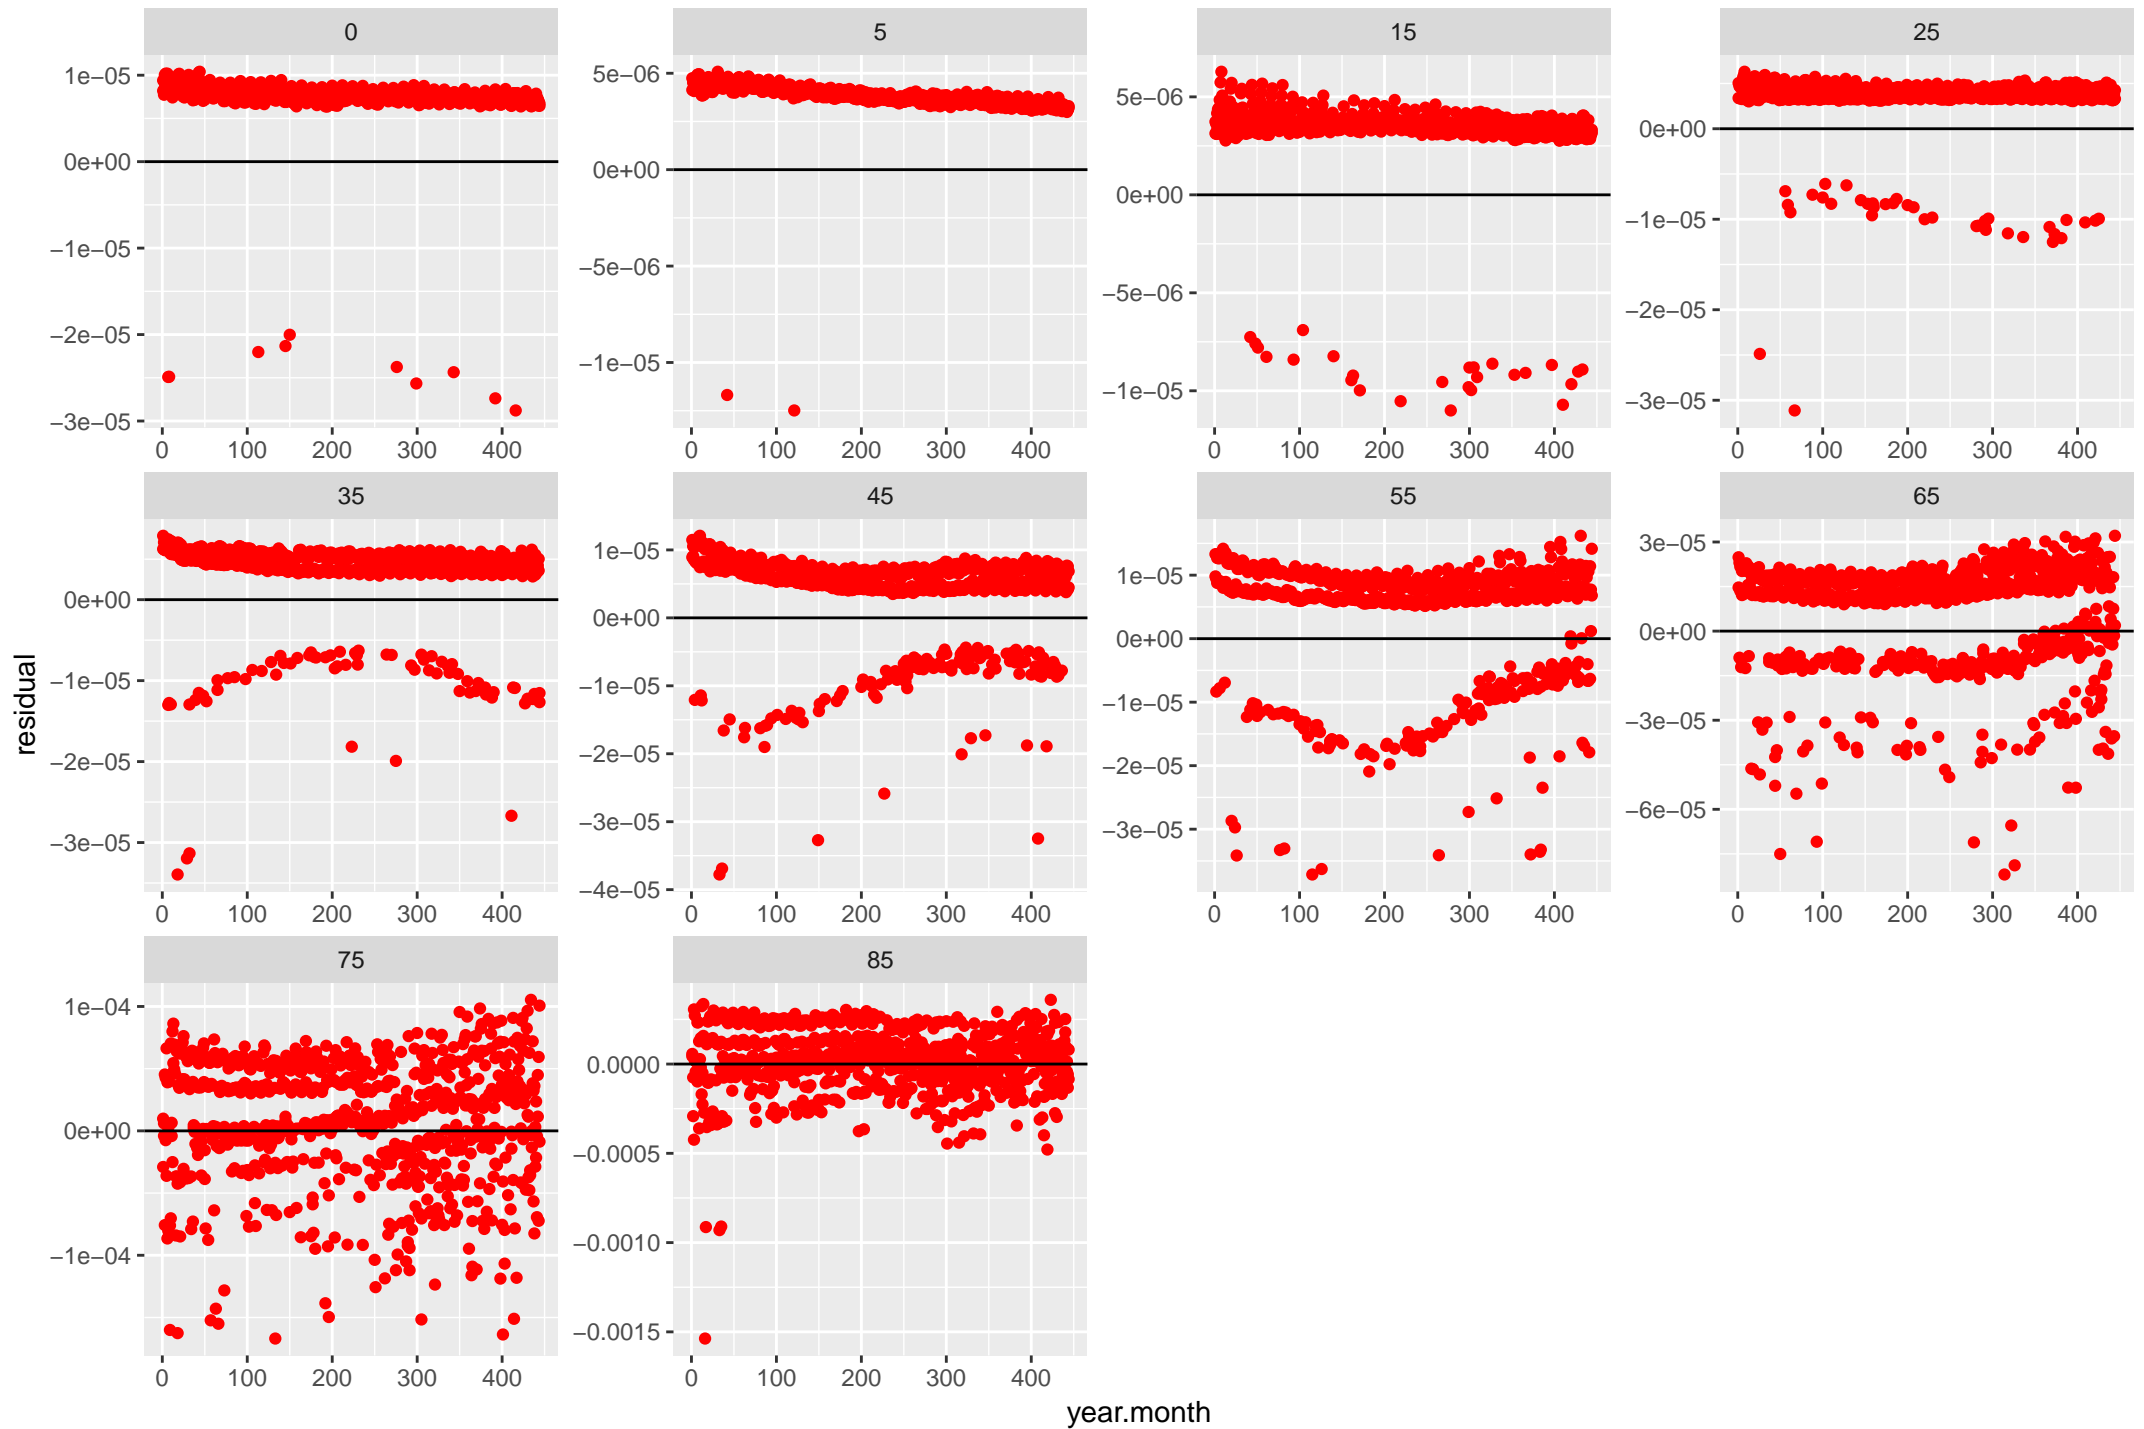 0 5 15 25
1e−05
0e+00
−1e−05
−2e−05
−3e−05
0 100 200 300 400
5e−06
0e+00
−5e−06
−1e−05
0 100 200 300 400
5e−06
0e+00
−5e−06
−1e−05
0 100 200 300 400
0e+00
−1e−05
−2e−05
−3e−05
0 100 200 300 400
35 45 55 65
0e+00
−1e−05
−2e−05
−3e−05
0 100 200 300 400
1e−05
0e+00
−1e−05
−2e−05
−3e−05
−4e−05
0 100 200 300 400
1e−05
0e+00
−1e−05
−2e−05
−3e−05
0 100 200 300 400
3e−05
0e+00
−3e−05
−6e−05
0 100 200 300 400
75 85
1e−04
0e+00
−1e−04
0 100 200 300 400
0.0000
−0.0005
−0.0010
−0.0015
0 100 200 300 400
residual
year.month